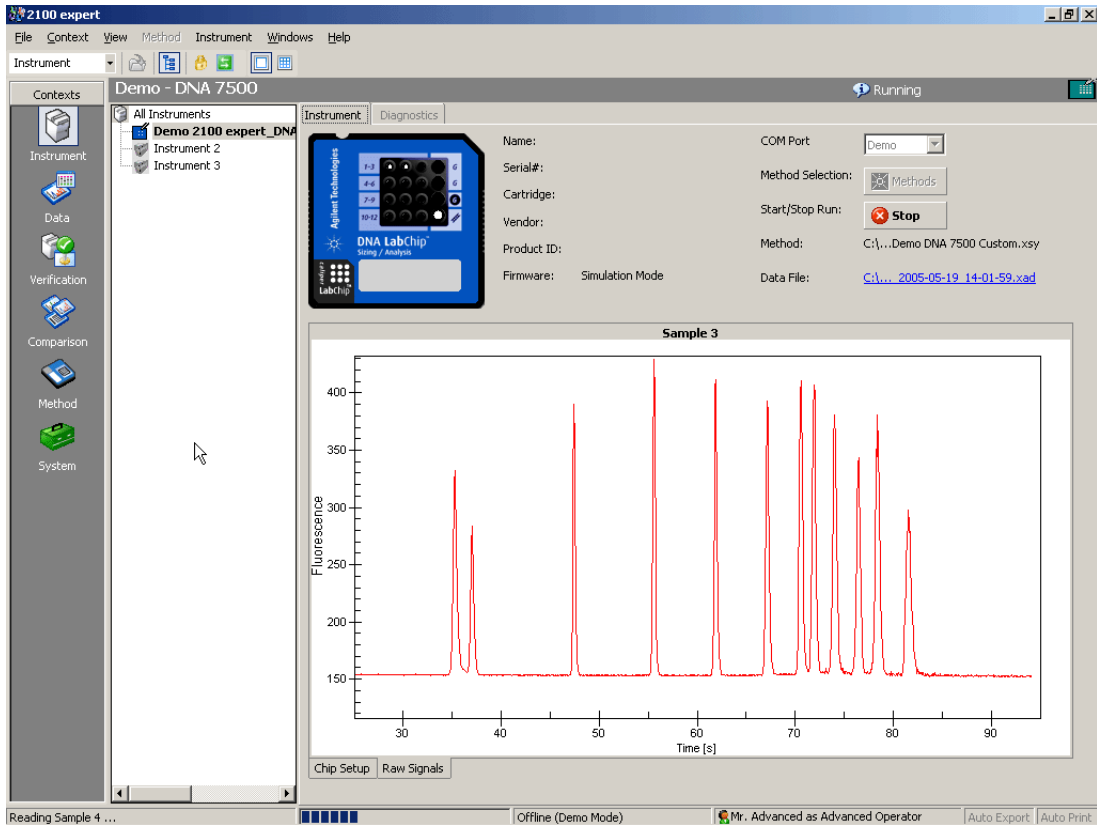 2100 expert
File Context View Method Instrument Windows Help
Instrument
Contexts
Instrument
Data
Verification
Comparison
Method
System
Demo - DNA 7500
Running
All Instruments
Demo 2100 expert_DNA
Instrument 2
Instrument 3
Instrument Diagnostics
Agilent Technologies
1-3 G
4-6 G
7-9 G
10-12
DNA LabChip
Sizing / Analysis
caliper
LabChip
Name:
Serial#:
Cartridge:
Vendor:
Product ID:
Firmware: Simulation Mode
COM Port Demo
Method Selection: Methods
Start/Stop Run: Stop
Method: C:\...Demo DNA 7500 Custom.xsy
Data File: C:\... 2005-05-19 14-01-59.xad
Sample 3
Fluorescence
400
350
300
250
200
150
30 40 50 60 70 80 90
Time [s]
Chip Setup Raw Signals
Reading Sample 4 ...
Offline (Demo Mode)
Mr. Advanced as Advanced Operator
Auto Export Auto Print